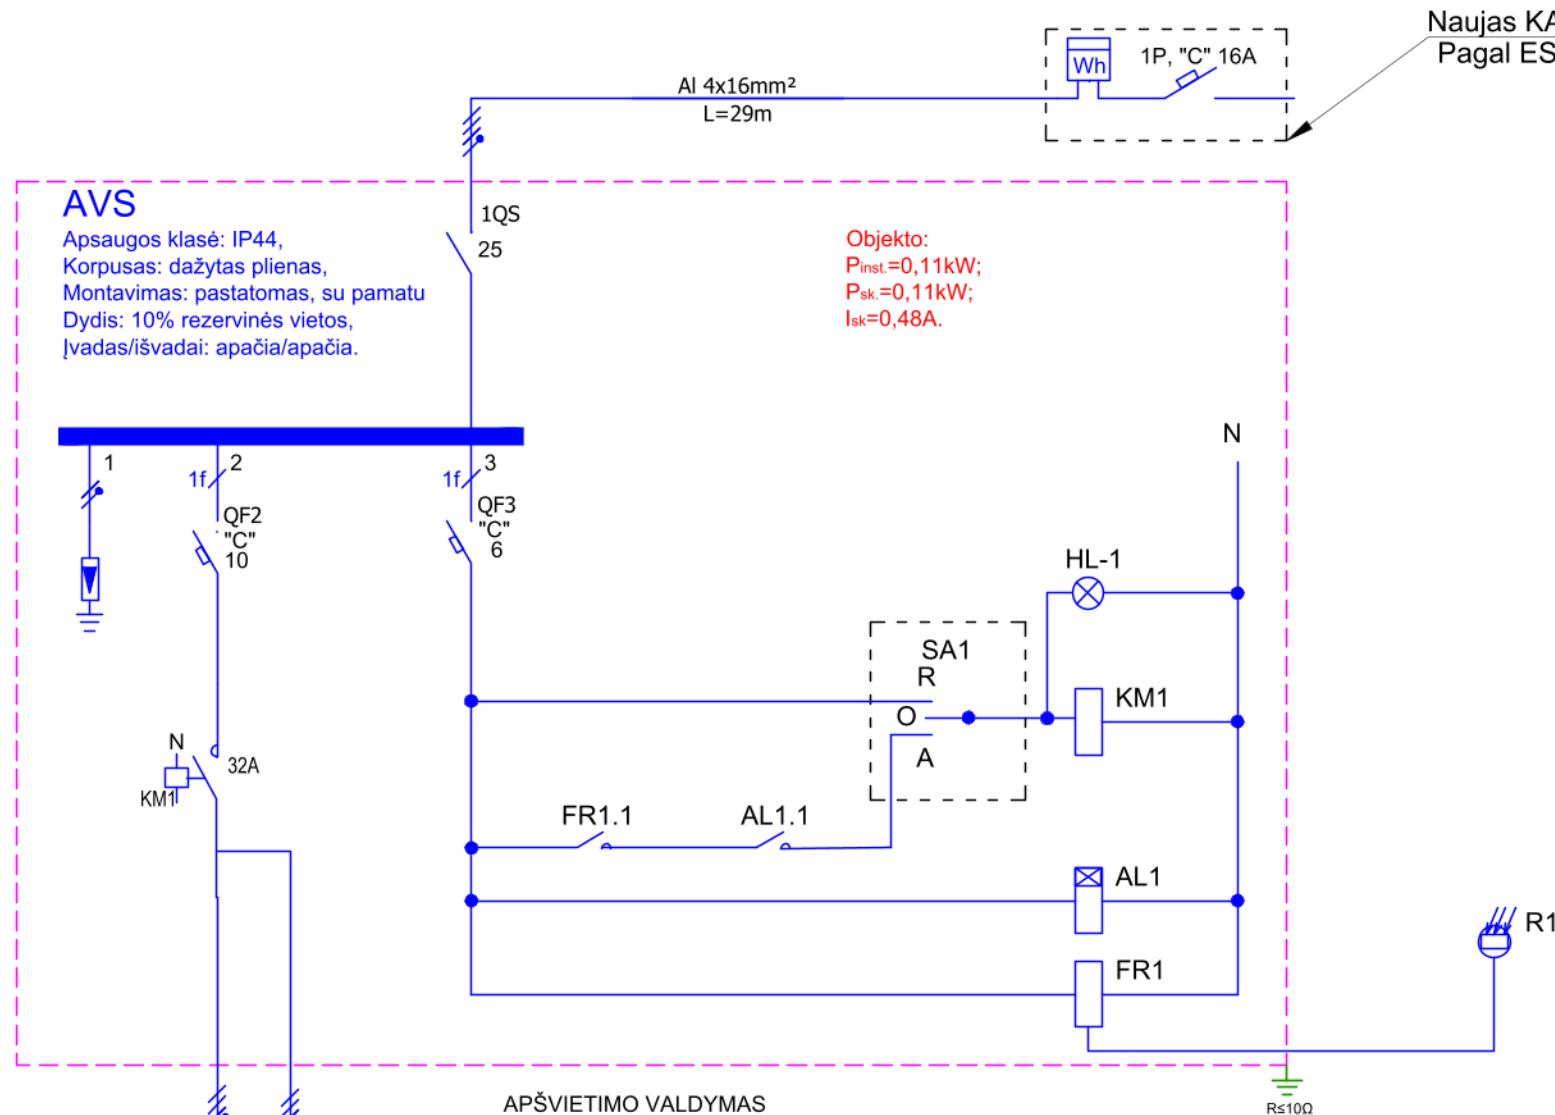 Naujas KA
Pagal ES
Wh
1P, "C" 16A
Al 4x16mm²
L=29m
AVS
Apsaugos klasė: IP44,
Korpusas: dažytas plienas,
Montavimas: pastatomas, su pamatu
Dydis: 10% rezervinės vietos,
Įvadas/išvadai: apačia/apačia.
1QS
25
Objekto:
Pinst.=0,11kW;
Psk.=0,11kW;
Isk=0,48A.
N
1
2
3
1f
1f
QF2
"C"
10
QF3
"C"
6
HL-1
SA1
R
O
A
KM1
N
32A
KM1
FR1.1
AL1.1
AL1
FR1
R1
APŠVIETIMO VALDYMAS
R≤10Ω